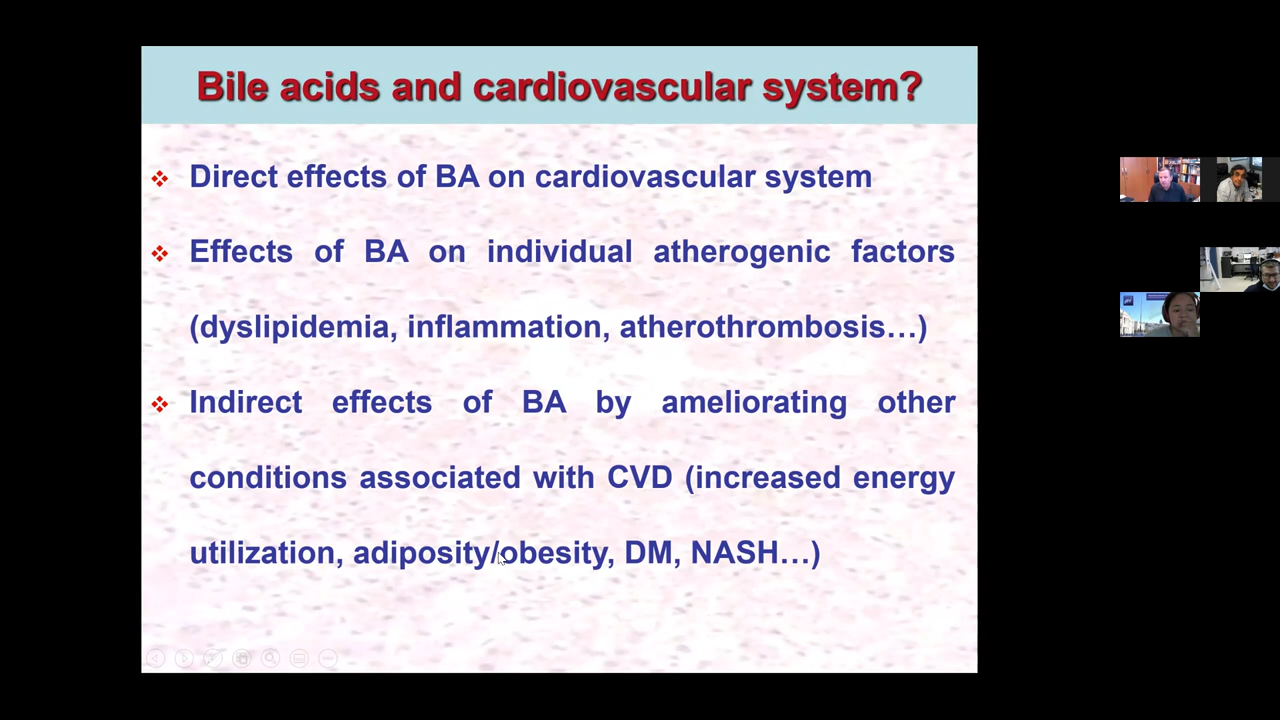 Bile acids and cardiovascular system?
Direct effects of BA on cardiovascular system
Effects of BA on individual atherogenic factors
(dyslipidemia, inflammation, atherothrombosis…)
Indirect effects of BA by ameliorating other
conditions associated with CVD (increased energy
utilization, adiposity/obesity, DM, NASH…)